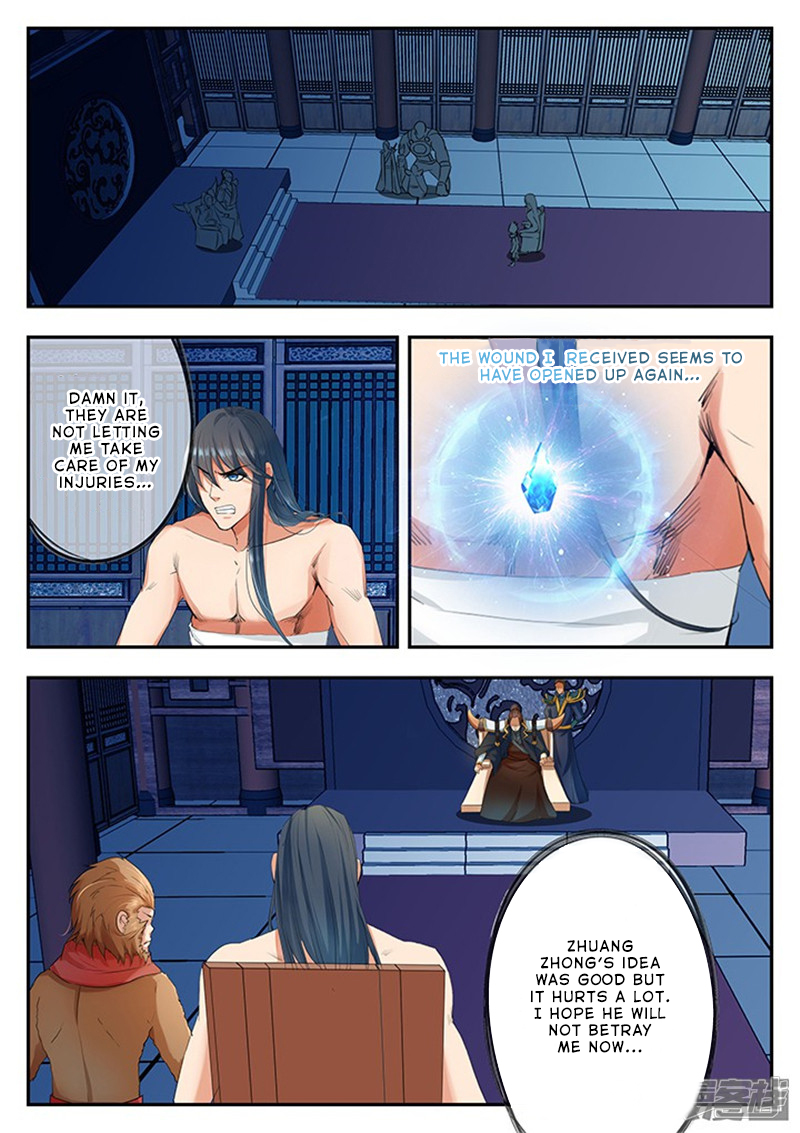 DAMN IT,
THEY ARE
NOT LETTING
ME TAKE
CARE OF MY
INJURIES...
THE WOUND I RECEIVED SEEMS TO
HAVE OPENED UP AGAIN...
ZHUANG
ZHONG'S IDEA
WAS GOOD BUT
IT HURTS A LOT.
I HOPE HE WILL
NOT BETRAY
ME NOW...